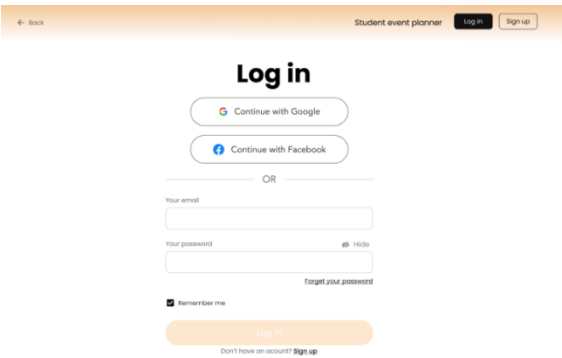 ← Back
Student event planner
Log in
Sign up
Log in
Continue with Google
Continue with Facebook
OR
Your email
Your password
Hide
Forget your password
Remember me
Log in
Don't have an acount? Sign up